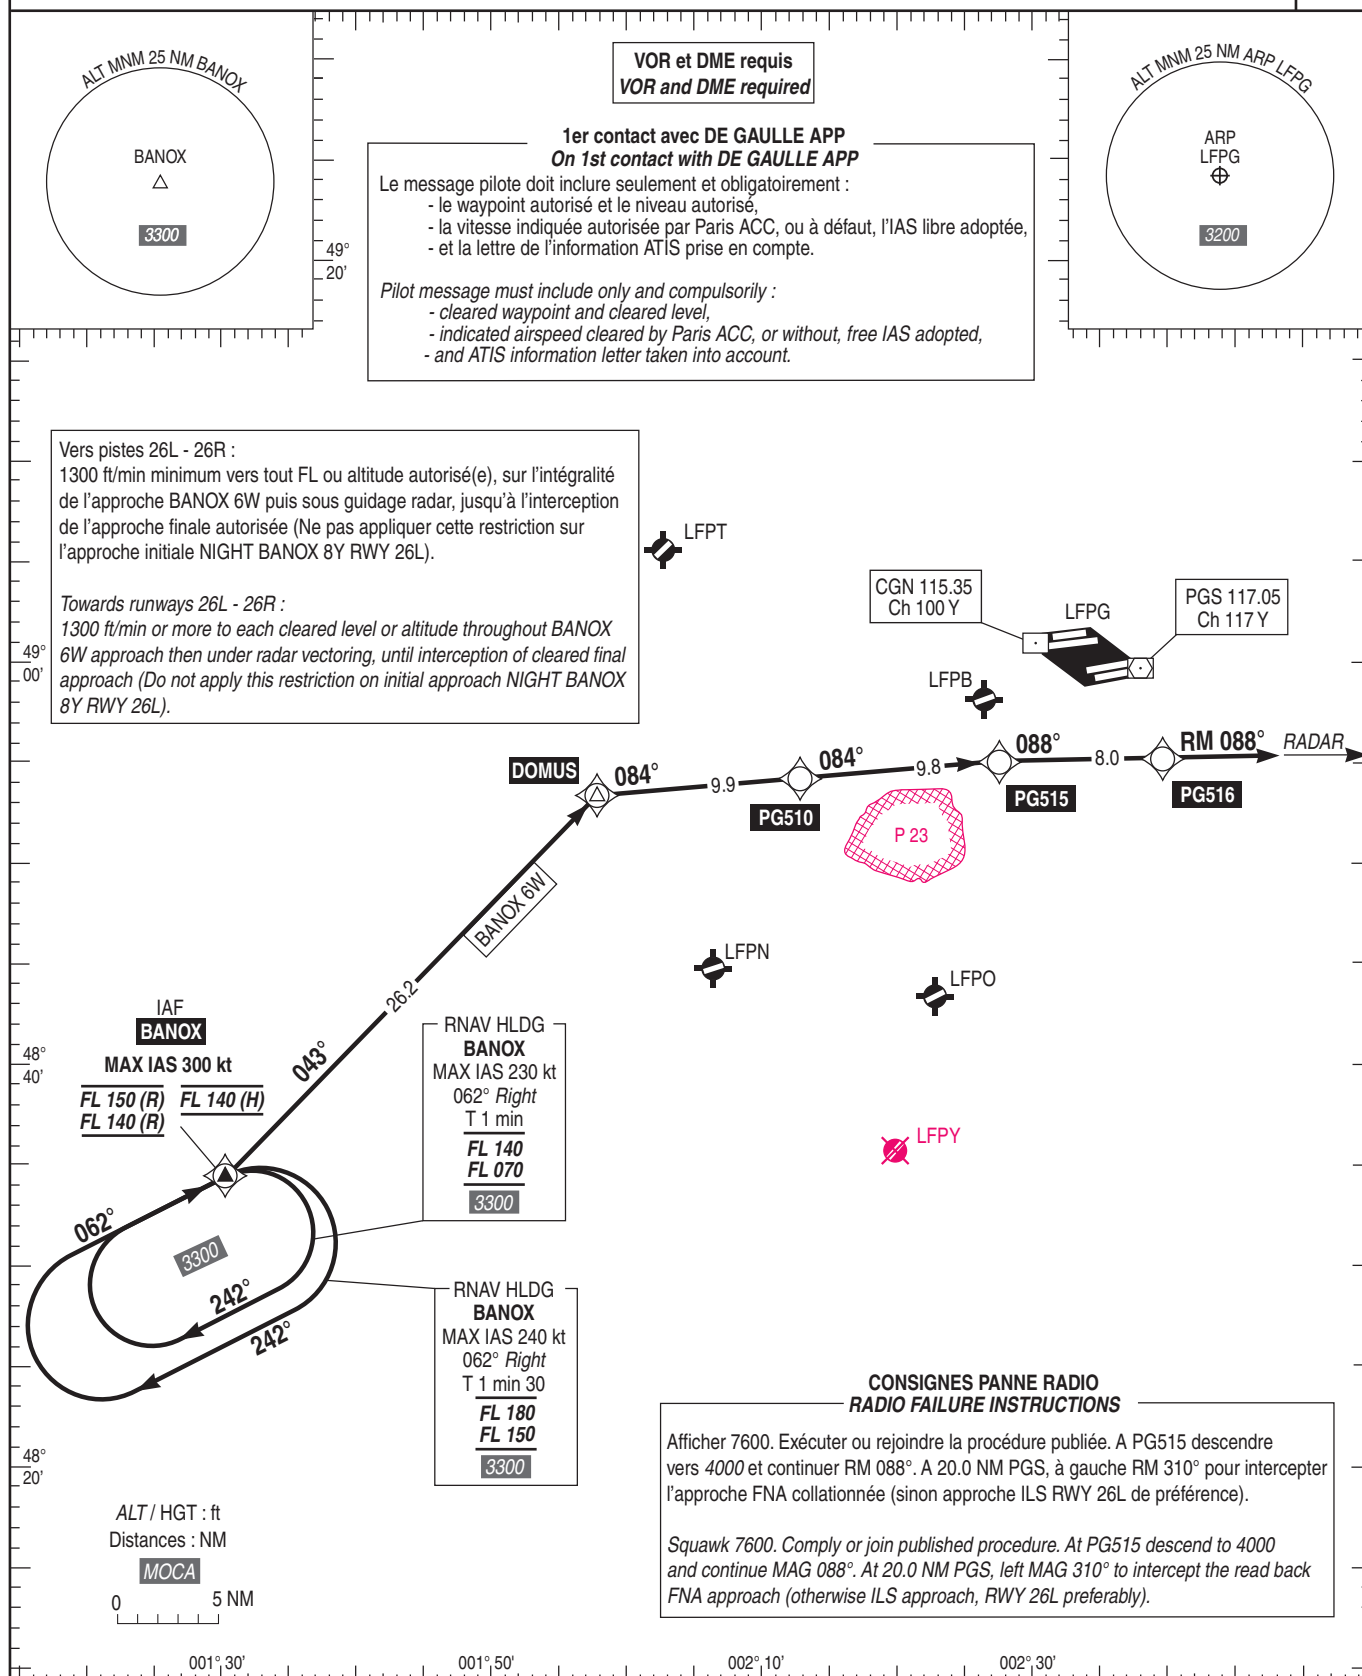 ALT MNM 25 NM BANOX
BANOX
3300
VOR et DME requis
VOR and DME required
ALT MNM 25 NM ARP LFPG
ARP
LFPG
3200
1er contact avec DE GAULLE APP
On 1st contact with DE GAULLE APP
Le message pilote doit inclure seulement et obligatoirement :
- le waypoint autorisé et le niveau autorisé,
- la vitesse indiquée autorisée par Paris ACC, ou à défaut, l'IAS libre adoptée,
- et la lettre de l'information ATIS prise en compte.
Pilot message must include only and compulsorily :
- cleared waypoint and cleared level,
- indicated airspeed cleared by Paris ACC, or without, free IAS adopted,
- and ATIS information letter taken into account.
49°
20'
Vers pistes 26L - 26R :
1300 ft/min minimum vers tout FL ou altitude autorisé(e), sur l'intégralité
de l'approche BANOX 6W puis sous guidage radar, jusqu'à l'interception
de l'approche finale autorisée (Ne pas appliquer cette restriction sur
l'approche initiale NIGHT BANOX 8Y RWY 26L).
Towards runways 26L - 26R :
1300 ft/min or more to each cleared level or altitude throughout BANOX
6W approach then under radar vectoring, until interception of cleared final
approach (Do not apply this restriction on initial approach NIGHT BANOX
8Y RWY 26L).
49°
00'
LFPT
CGN 115.35
Ch 100 Y
LFPG
PGS 117.05
Ch 117 Y
LFPB
DOMUS
084°
9.9
PG510
084°
9.8
088°
PG515
8.0
RM 088°
PG516
RADAR
P 23
BANOX 6W
26.2
043°
LFPN
LFPO
LFPY
IAF
BANOX
MAX IAS 300 kt
FL 150 (R)
FL 140 (R)
FL 140 (H)
48°
40'
RNAV HLDG
BANOX
MAX IAS 230 kt
062° Right
T 1 min
FL 140
FL 070
3300
062°
3300
242°
242°
RNAV HLDG
BANOX
MAX IAS 240 kt
062° Right
T 1 min 30
FL 180
FL 150
3300
48°
20'
CONSIGNES PANNE RADIO
RADIO FAILURE INSTRUCTIONS
Afficher 7600. Exécuter ou rejoindre la procédure publiée. A PG515 descendre
vers 4000 et continuer RM 088°. A 20.0 NM PGS, à gauche RM 310° pour intercepter
l'approche FNA collationnée (sinon approche ILS RWY 26L de préférence).
Squawk 7600. Comply or join published procedure. At PG515 descend to 4000
and continue MAG 088°. At 20.0 NM PGS, left MAG 310° to intercept the read back
FNA approach (otherwise ILS approach, RWY 26L preferably).
ALT / HGT : ft
Distances : NM
MOCA
0 5 NM
001° 30'
001° 50'
002° 10'
002° 30'